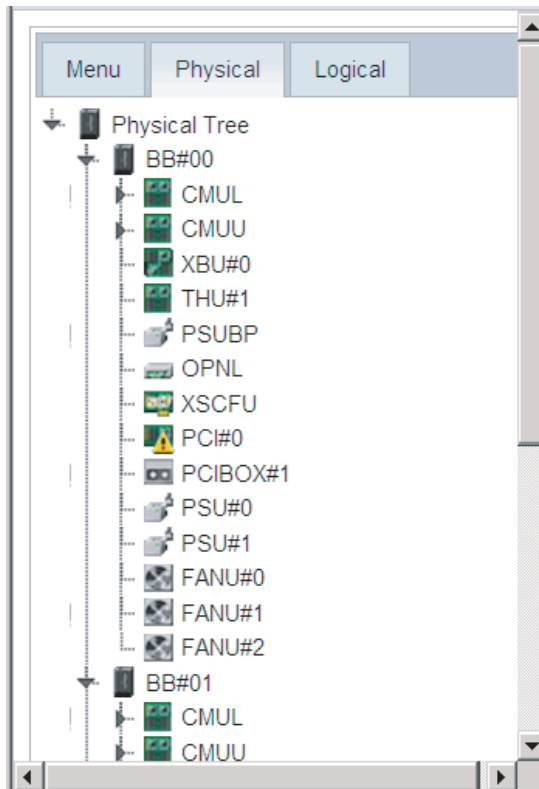 Menu Physical Logical
Physical Tree
BB#00
CMUL
CMUU
XBU#0
THU#1
PSUBP
OPNL
XSCFU
PCI#0
PCIBOX#1
PSU#0
PSU#1
FANU#0
FANU#1
FANU#2
BB#01
CMUL
CMUU